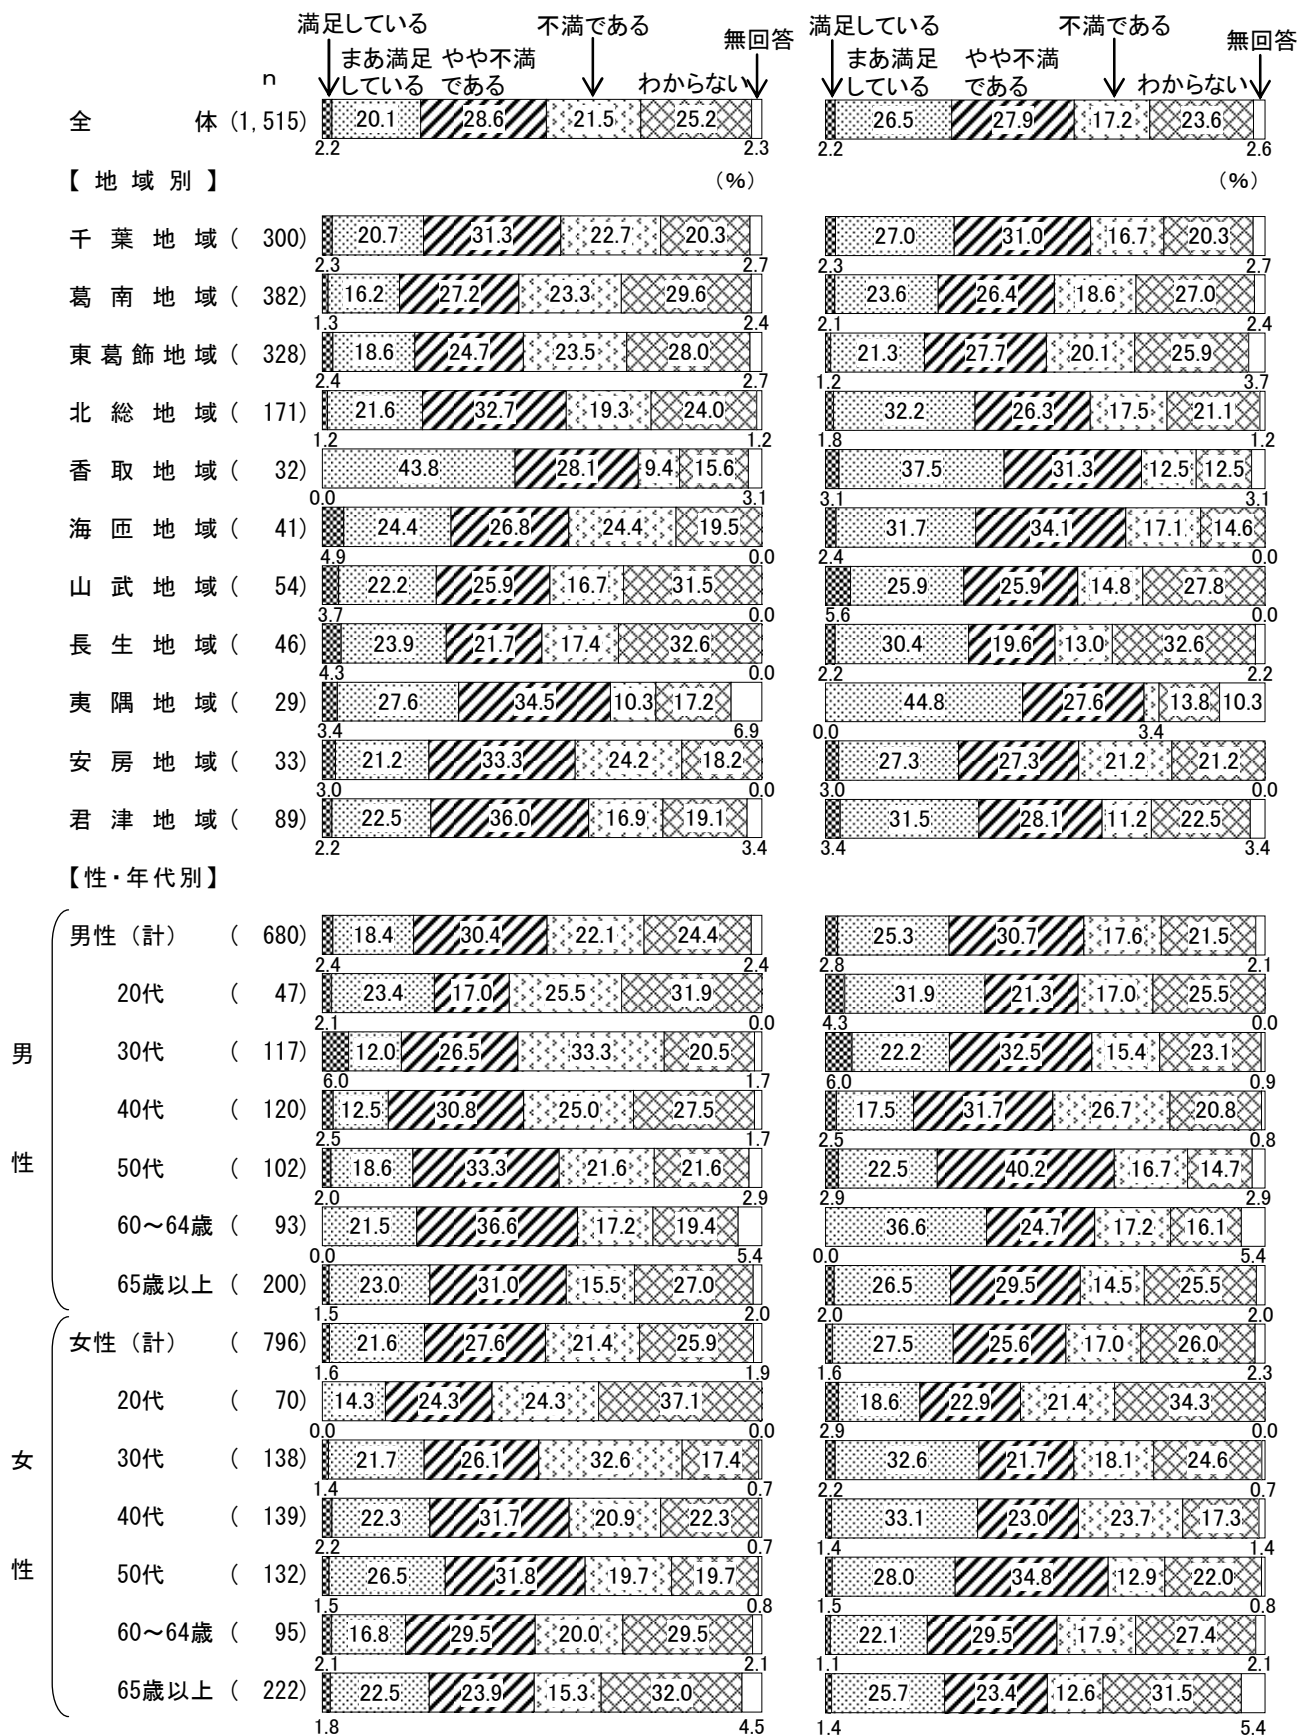 満足している 不満である 無回答 満足している 不満である 無回答
まあ満足 やや不満 まあ満足 やや不満
n している である わからない している である わからない
全体 (1,515) 20.1 28.6 21.5 25.2 26.5 27.9 17.2 23.6
2.2 2.3 2.2 2.6
【地域別】 (%) (%)
千葉地域 ( 300) 20.7 31.3 22.7 20.3 27.0 31.0 16.7 20.3
2.3 2.7 2.3 2.7
葛南地域 ( 382) 16.2 27.2 23.3 29.6 23.6 26.4 18.6 27.0
1.3 2.4 2.1 2.4
東葛飾地域 ( 328) 18.6 24.7 23.5 28.0 21.3 27.7 20.1 25.9
2.4 2.7 1.2 3.7
北総地域 ( 171) 21.6 32.7 19.3 24.0 32.2 26.3 17.5 21.1
1.2 1.2 1.8 1.2
香取地域 ( 32) 43.8 28.1 9.4 15.6 37.5 31.3 12.5 12.5
0.0 3.1 3.1 3.1
海匝地域 ( 41) 24.4 26.8 24.4 19.5 31.7 34.1 17.1 14.6
4.9 0.0 2.4 0.0
山武地域 ( 54) 22.2 25.9 16.7 31.5 25.9 25.9 14.8 27.8
3.7 0.0 5.6 0.0
長生地域 ( 46) 23.9 21.7 17.4 32.6 30.4 19.6 13.0 32.6
4.3 0.0 2.2 2.2
夷隅地域 ( 29) 27.6 34.5 10.3 17.2 44.8 27.6 13.8 10.3
3.4 6.9 0.0 3.4
安房地域 ( 33) 21.2 33.3 24.2 18.2 27.3 27.3 21.2 21.2
3.0 0.0 3.0 0.0
君津地域 ( 89) 22.5 36.0 16.9 19.1 31.5 28.1 11.2 22.5
2.2 3.4 3.4 3.4
【性・年代別】
男性(計) ( 680) 18.4 30.4 22.1 24.4 25.3 30.7 17.6 21.5
2.4 2.4 2.8 2.1
20代 ( 47) 23.4 17.0 25.5 31.9 31.9 21.3 17.0 25.5
2.1 0.0 4.3 0.0
男 30代 ( 117) 12.0 26.5 33.3 20.5 22.2 32.5 15.4 23.1
6.0 1.7 6.0 0.9
40代 ( 120) 12.5 30.8 25.0 27.5 17.5 31.7 26.7 20.8
2.5 1.7 2.5 0.8
性 50代 ( 102) 18.6 33.3 21.6 21.6 22.5 40.2 16.7 14.7
2.0 2.9 2.9 2.9
60〜64歳 ( 93) 21.5 36.6 17.2 19.4 36.6 24.7 17.2 16.1
0.0 5.4 0.0 5.4
65歳以上 ( 200) 23.0 31.0 15.5 27.0 26.5 29.5 14.5 25.5
1.5 2.0 2.0 2.0
女性(計) ( 796) 21.6 27.6 21.4 25.9 27.5 25.6 17.0 26.0
1.6 1.9 1.6 2.3
20代 ( 70) 14.3 24.3 24.3 37.1 18.6 22.9 21.4 34.3
0.0 0.0 2.9 0.0
女 30代 ( 138) 21.7 26.1 32.6 17.4 32.6 21.7 18.1 24.6
1.4 0.7 2.2 0.7
40代 ( 139) 22.3 31.7 20.9 22.3 33.1 23.0 23.7 17.3
2.2 0.7 1.4 1.4
性 50代 ( 132) 26.5 31.8 19.7 19.7 28.0 34.8 12.9 22.0
1.5 0.8 1.5 0.8
60〜64歳 ( 95) 16.8 29.5 20.0 29.5 22.1 29.5 17.9 27.4
2.1 2.1 1.1 2.1
65歳以上 ( 222) 22.5 23.9 15.3 32.0 25.7 23.4 12.6 31.5
1.8 4.5 1.4 5.4